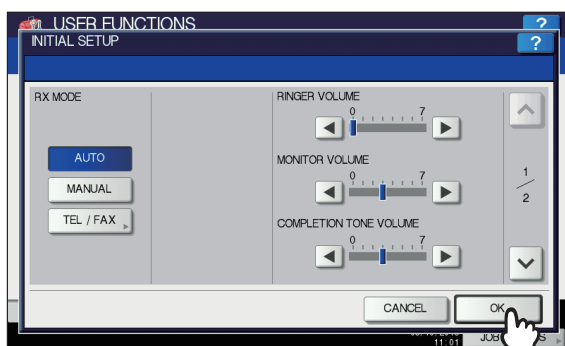 USER FUNCTIONS
?
INITIAL SETUP
?
RX MODE
AUTO
MANUAL
TEL / FAX
RINGER VOLUME
0 7
MONITOR VOLUME
0 7
COMPLETION TONE VOLUME
0 7
1
2
CANCEL
OK
11:01